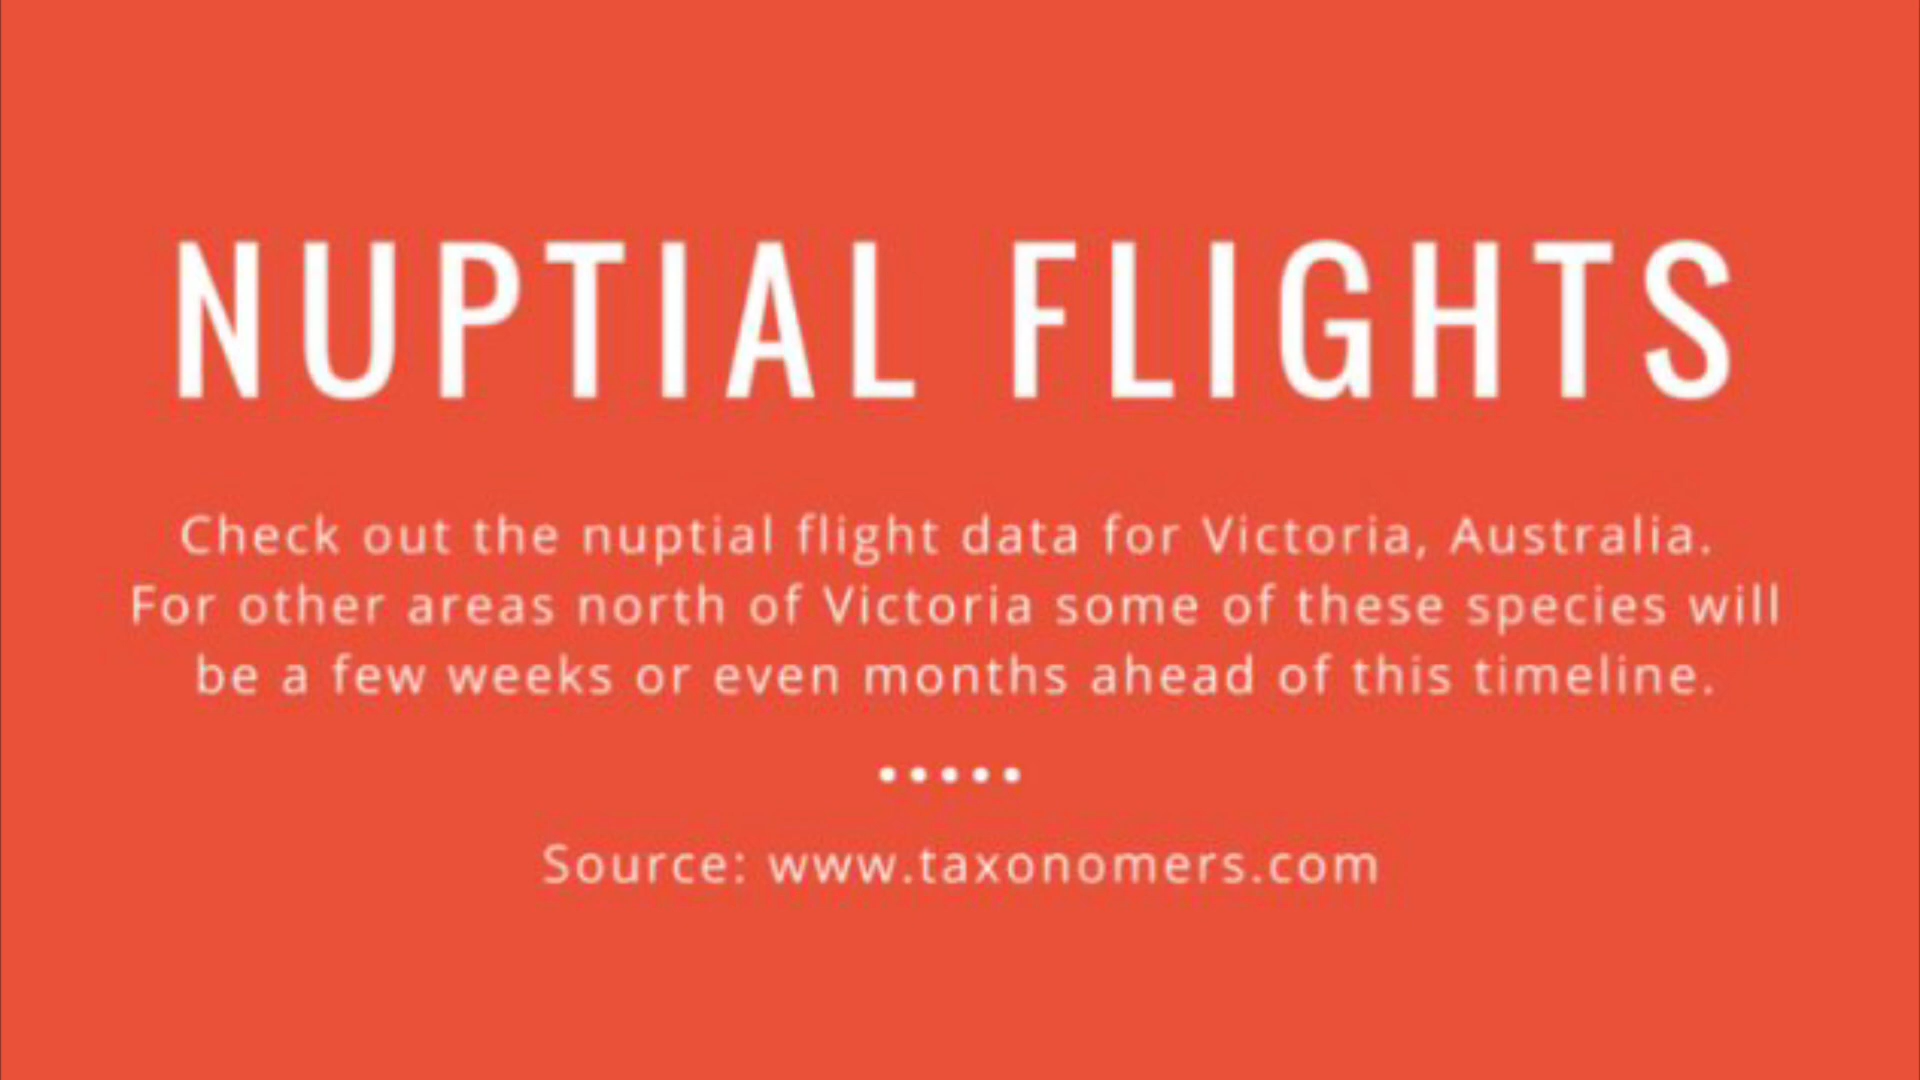 NUPTIAL FLIGHTS
Check out the nuptial flight data for Victoria, Australia.
For other areas north of Victoria some of these species will
be a few weeks or even months ahead of this timeline.
Source: www.taxonomers.com